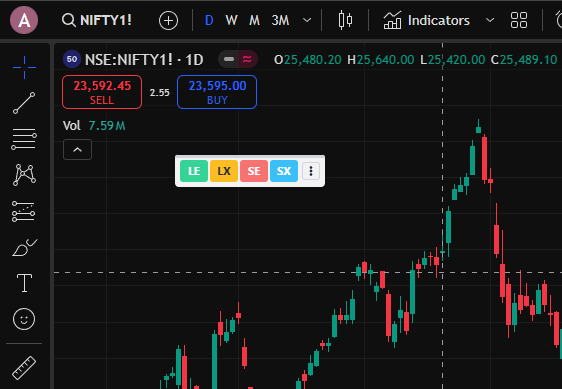 A NIFTY1! D W M 3M Indicators
50 NSE:NIFTY1! · 1D O25,480.20 H25,640.00 L25,420.00 C25,489.10
23,592.45 2.55 23,595.00
SELL BUY
Vol 7.59 M
LE LX SE SX
T